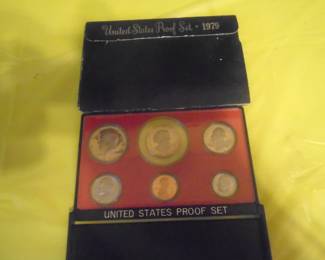 United States Proof Set • 1979
UNITED STATES PROOF SET